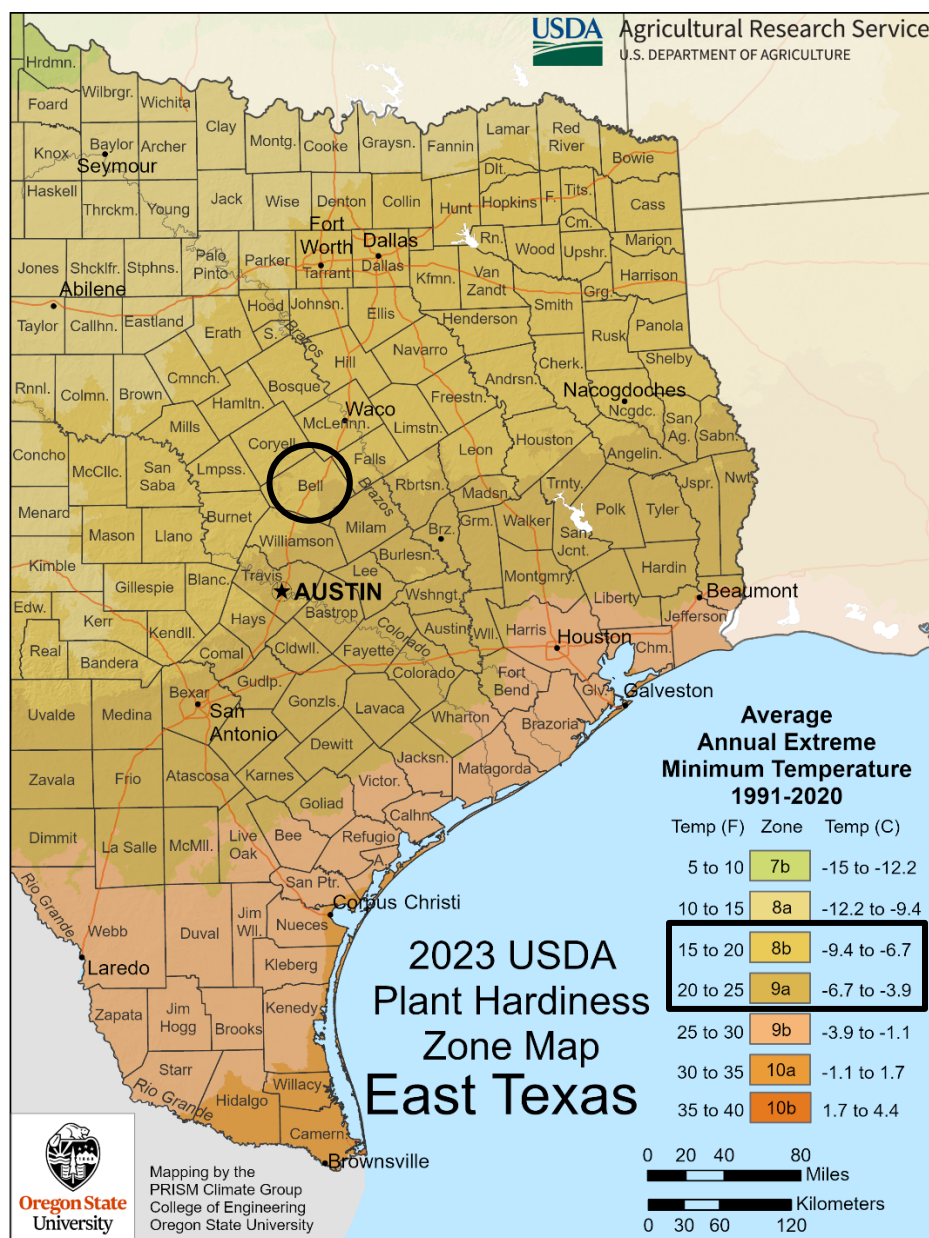 USDA
Agricultural Research Service
U.S. DEPARTMENT OF AGRICULTURE
Hrdmn.
Foard
Wilbrgr.
Wichita
Clay
Montg.
Cooke
Graysn.
Fannin
Lamar
Red
River
Bowie
Knox
Baylor
Archer
Seymour
Dlt.
Haskell
Thrckm.
Young
Jack
Wise
Denton
Collin
Hunt
Hopkins
F.
Tits.
Cass
Fort
Worth
Dallas
Rn.
Wood
Cm.
Upshr.
Marion
Jones
Shcklfr.
Stphns.
Palo
Pinto
Parker
Tarrant
Dallas
Kfmn.
Van
Zandt
Harrison
Abilene
Grg.
Taylor
Callhn.
Eastland
Hood
Johnsn.
Ellis
Henderson
Smith
Rusk
Panola
Erath
S.
Brazos
Hill
Navarro
Cherk.
Shelby
Rnnl.
Colmn.
Brown
Cmnch.
Bosque
Andrsn.
Nacogdoches
Hamltn.
Waco
Freestn.
Ncgdc.
Mills
McLennn.
Limstn.
San
Ag.
Sabn.
Coryell
Falls
Leon
Houston
Angelin.
Concho
McCllc.
San
Saba
Lmpss.
Bell
Brazos
Rbrtsn.
Madsn.
Trnty.
Polk
Tyler
Jspr.
Nwt.
Menard
Mason
Llano
Burnet
Milam
Brz.
Grm.
Walker
San
Jcnt.
Williamson
Burlesn.
Kimble
Gillespie
Blanc.
Travis
Lee
Wshngt.
Montgmry.
Hardin
AUSTIN
Liberty
Beaumont
Edw.
Kerr
Hays
Bastrop
Jefferson
Real
Kendll.
Colorado
Austin
Wll.
Harris
Houston
Chm.
Bandera
Comal
Cldwll.
Fayette
Bexar
Gudlp.
Colorado
Fort
Bend
Glv.
Galveston
Uvalde
Medina
San
Antonio
Gonzls.
Lavaca
Wharton
Brazoria
Dewitt
Jacksn.
Matagorda
Zavala
Frio
Atascosa
Karnes
Victor.
Goliad
Calhn.
Dimmit
La Salle
McMll.
Live
Oak
Bee
Refugio
A.
San Ptr.
Rio Grande
Corpus Christi
Webb
Duval
Jim
Wll.
Nueces
Laredo
Kleberg
Zapata
Jim
Hogg
Brooks
Kenedy
Starr
Rio Grande
Willacy
Hidalgo
Camern.
Brownsville
Average
Annual Extreme
Minimum Temperature
1991-2020
Temp (F) Zone Temp (C)
5 to 10 7b -15 to -12.2
10 to 15 8a -12.2 to -9.4
15 to 20 8b -9.4 to -6.7
20 to 25 9a -6.7 to -3.9
25 to 30 9b -3.9 to -1.1
30 to 35 10a -1.1 to 1.7
35 to 40 10b 1.7 to 4.4
2023 USDA
Plant Hardiness
Zone Map
East Texas
0 20 40 80
Miles
Kilometers
0 30 60 120
Oregon State
University
Mapping by the
PRISM Climate Group
College of Engineering
Oregon State University